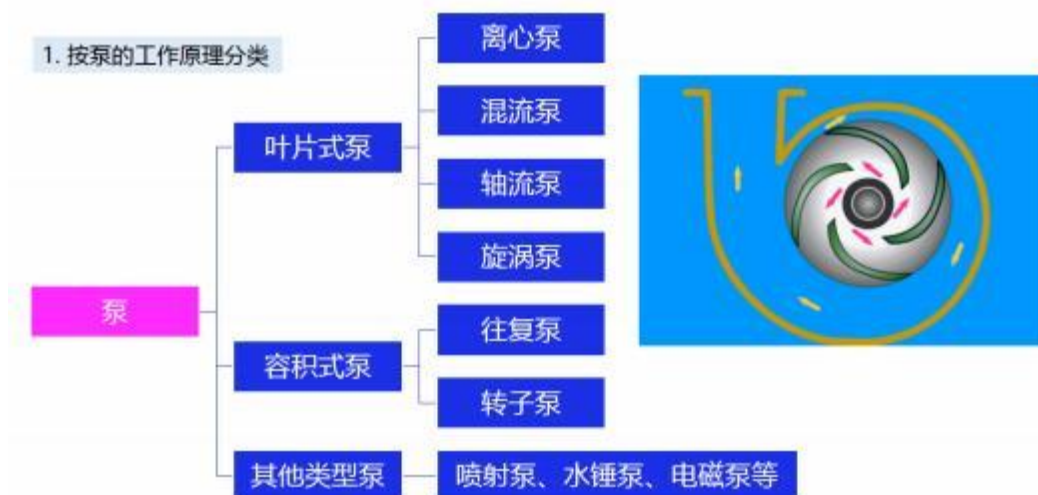 1. 按泵的工作原理分类
泵
叶片式泵
离心泵
混流泵
轴流泵
旋涡泵
容积式泵
往复泵
转子泵
其他类型泵
喷射泵、水锤泵、电磁泵等